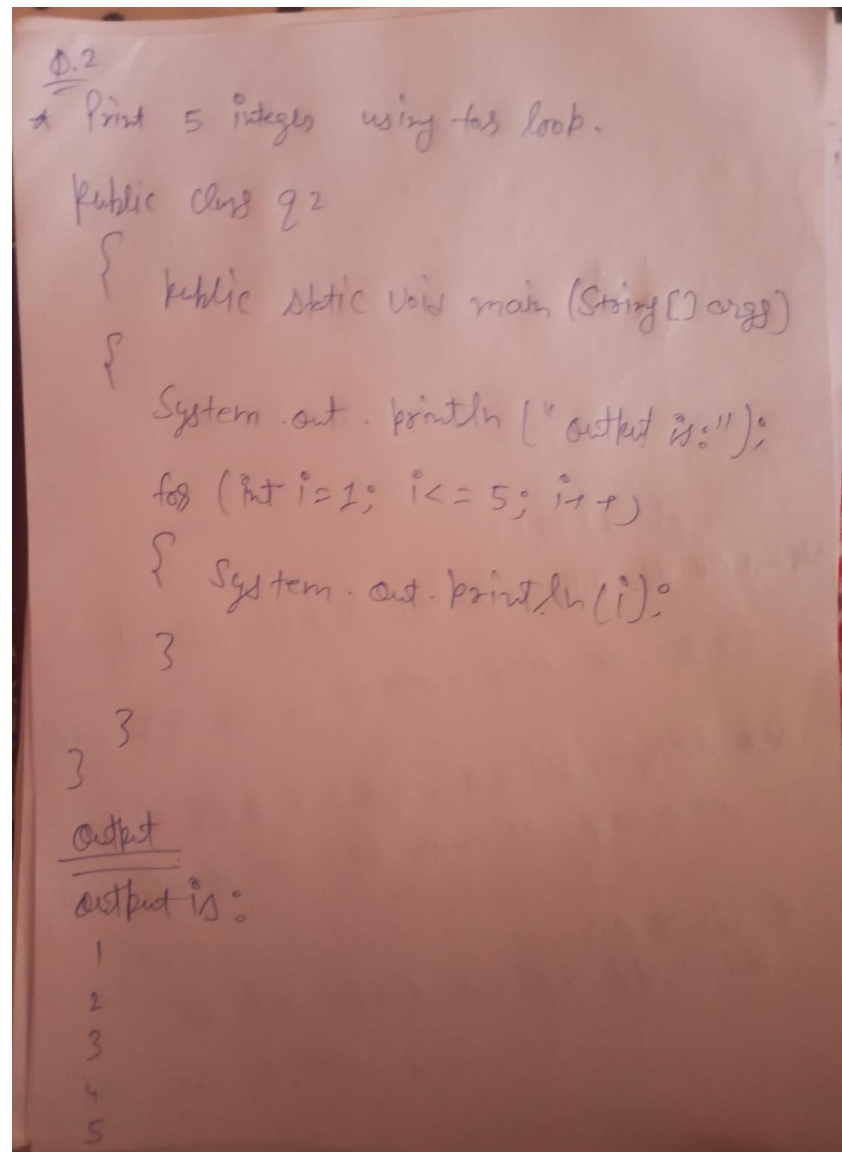 Q.2
* Print 5 integer using for loop.
Public class q2
{
public static void main (String [] args)
{
System.out.println ("output is:");
for (int i=1; i<=5; i++)
{ System.out.println(i);
}
}
}
output
output is:
1
2
3
4
5